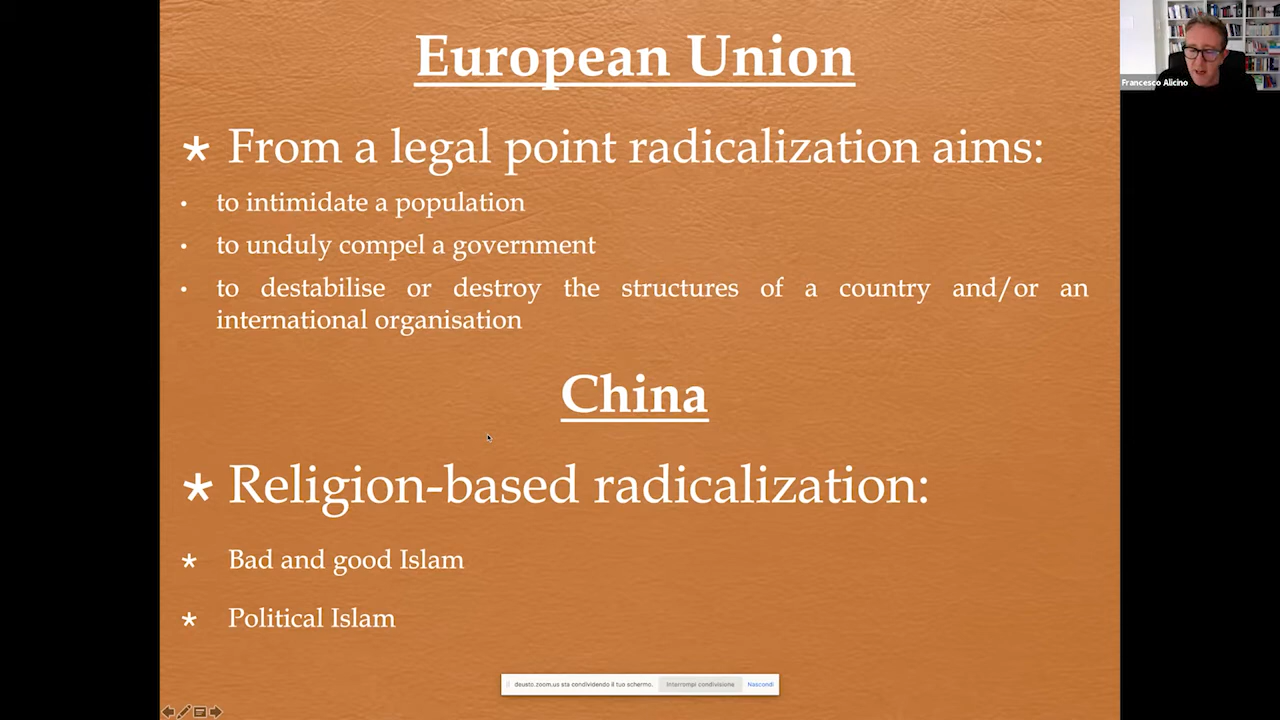 European Union
Francesco Alicino
* From a legal point radicalization aims:
• to intimidate a population
• to unduly compel a government
• to destabilise or destroy the structures of a country and/or an
international organisation
China
* Religion-based radicalization:
* Bad and good Islam
* Political Islam
deusto.zoom.us sta condividendo il tuo schermo. Interrompi condivisione Nascondi